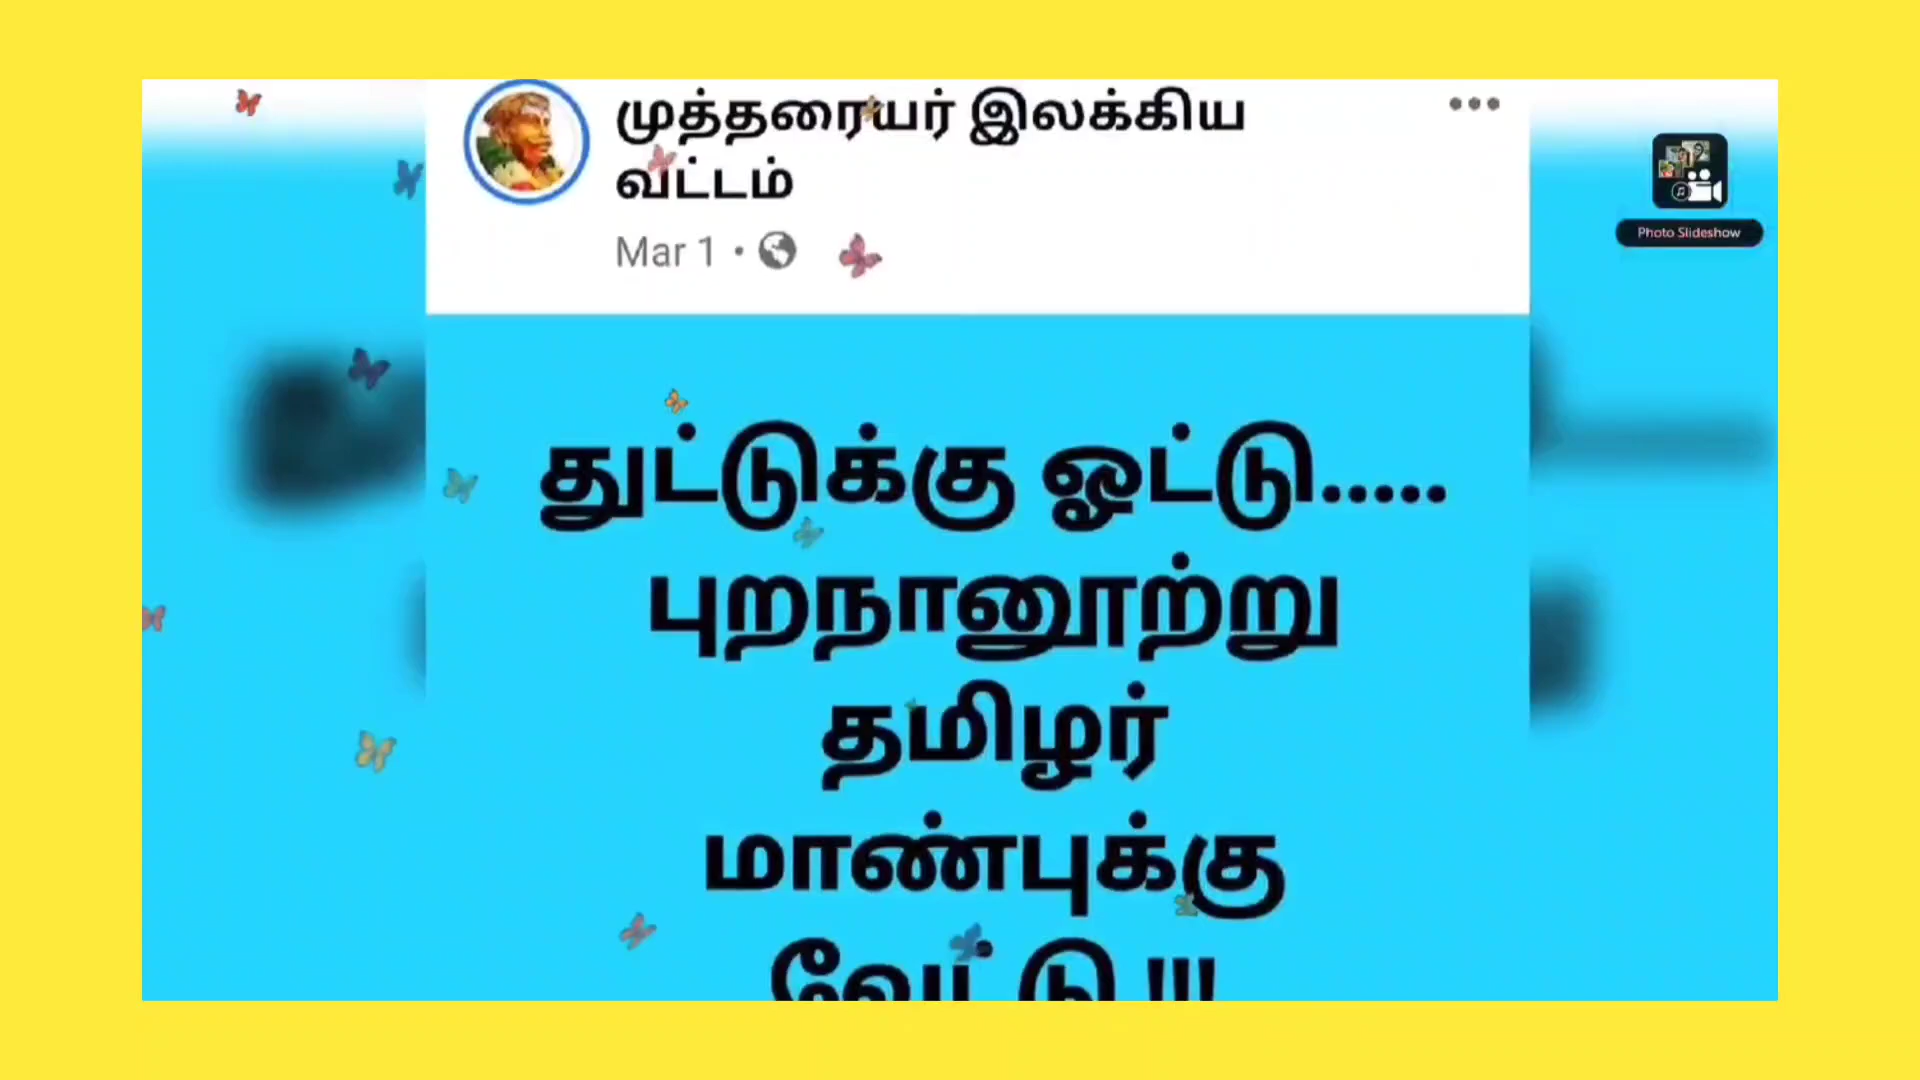 முத்தரையர் இலக்கிய
வட்டம்
Mar 1 •
Photo Slideshow
துட்டுக்கு ஓட்டு.....
புறநானூற்று
தமிழர்
மாண்புக்கு
வேட்டு !!!